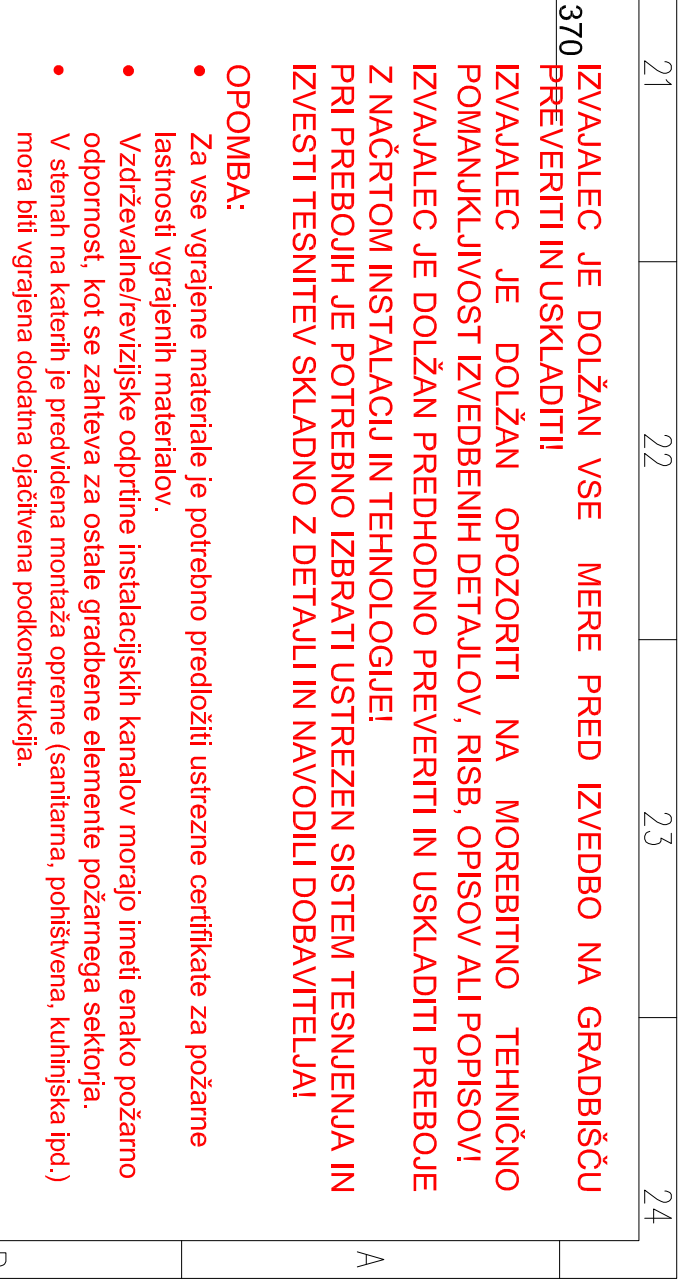 21
22
23
24
370
IZVAJALEC JE DOLŽAN VSE MERE PRED IZVEDBO NA GRADBIŠČU
PREVERITI IN USKLADITI!
IZVAJALEC JE DOLŽAN OPOZORITI NA MOREBITNO TEHNIČNO
POMANJKLJIVOST IZVEDBENIH DETAJLOV, RISB, OPISOV ALI POPISOV!
IZVAJALEC JE DOLŽAN PREDHODNO PREVERITI IN USKLADITI PREBOJE
Z NAČRTOM INSTALACIJ IN TEHNOLOGIJE!
PRI PREBOJIH JE POTREBNO IZBRATI USTREZEN SISTEM TESNJENJA IN
IZVESTI TESNITEV SKLADNO Z DETAJLI IN NAVODILI DOBAVITELJA!
OPOMBA:
• Za vse vgrajene materiale je potrebno predložiti ustrezne certifikate za požarne
lastnosti vgrajenih materialov.
• Vzdrževalne/revizijske odprtine instalacijskih kanalov morajo imeti enako požarno
odpornost, kot se zahteva za ostale gradbene elemente požarnega sektorja.
• V stenah na katerih je predvidena montaža opreme (sanitarna, pohištvena, kuhinjska ipd.)
mora biti vgrajena dodatna ojačitvena podkonstrukcija.
A